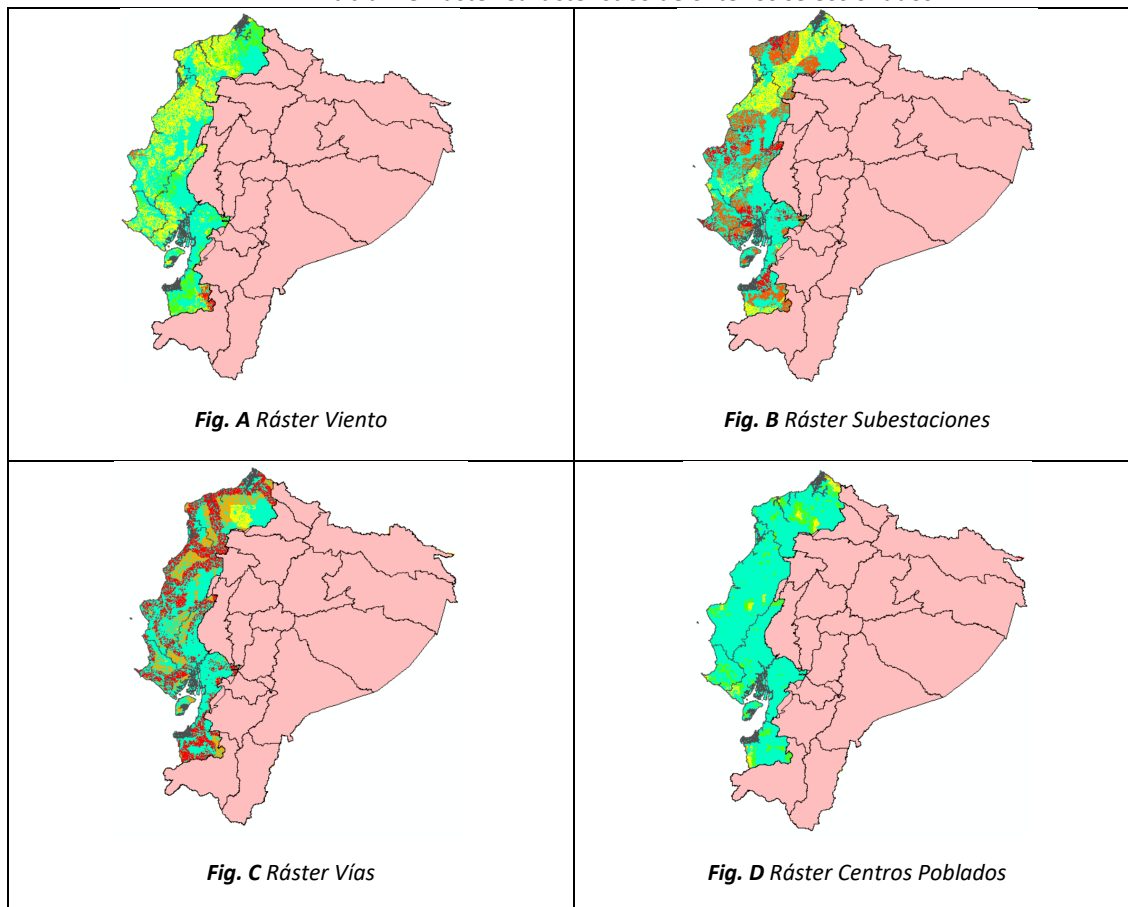 Fig. A Ráster Viento
Fig. B Ráster Subestaciones
Fig. C Ráster Vías
Fig. D Ráster Centros Poblados